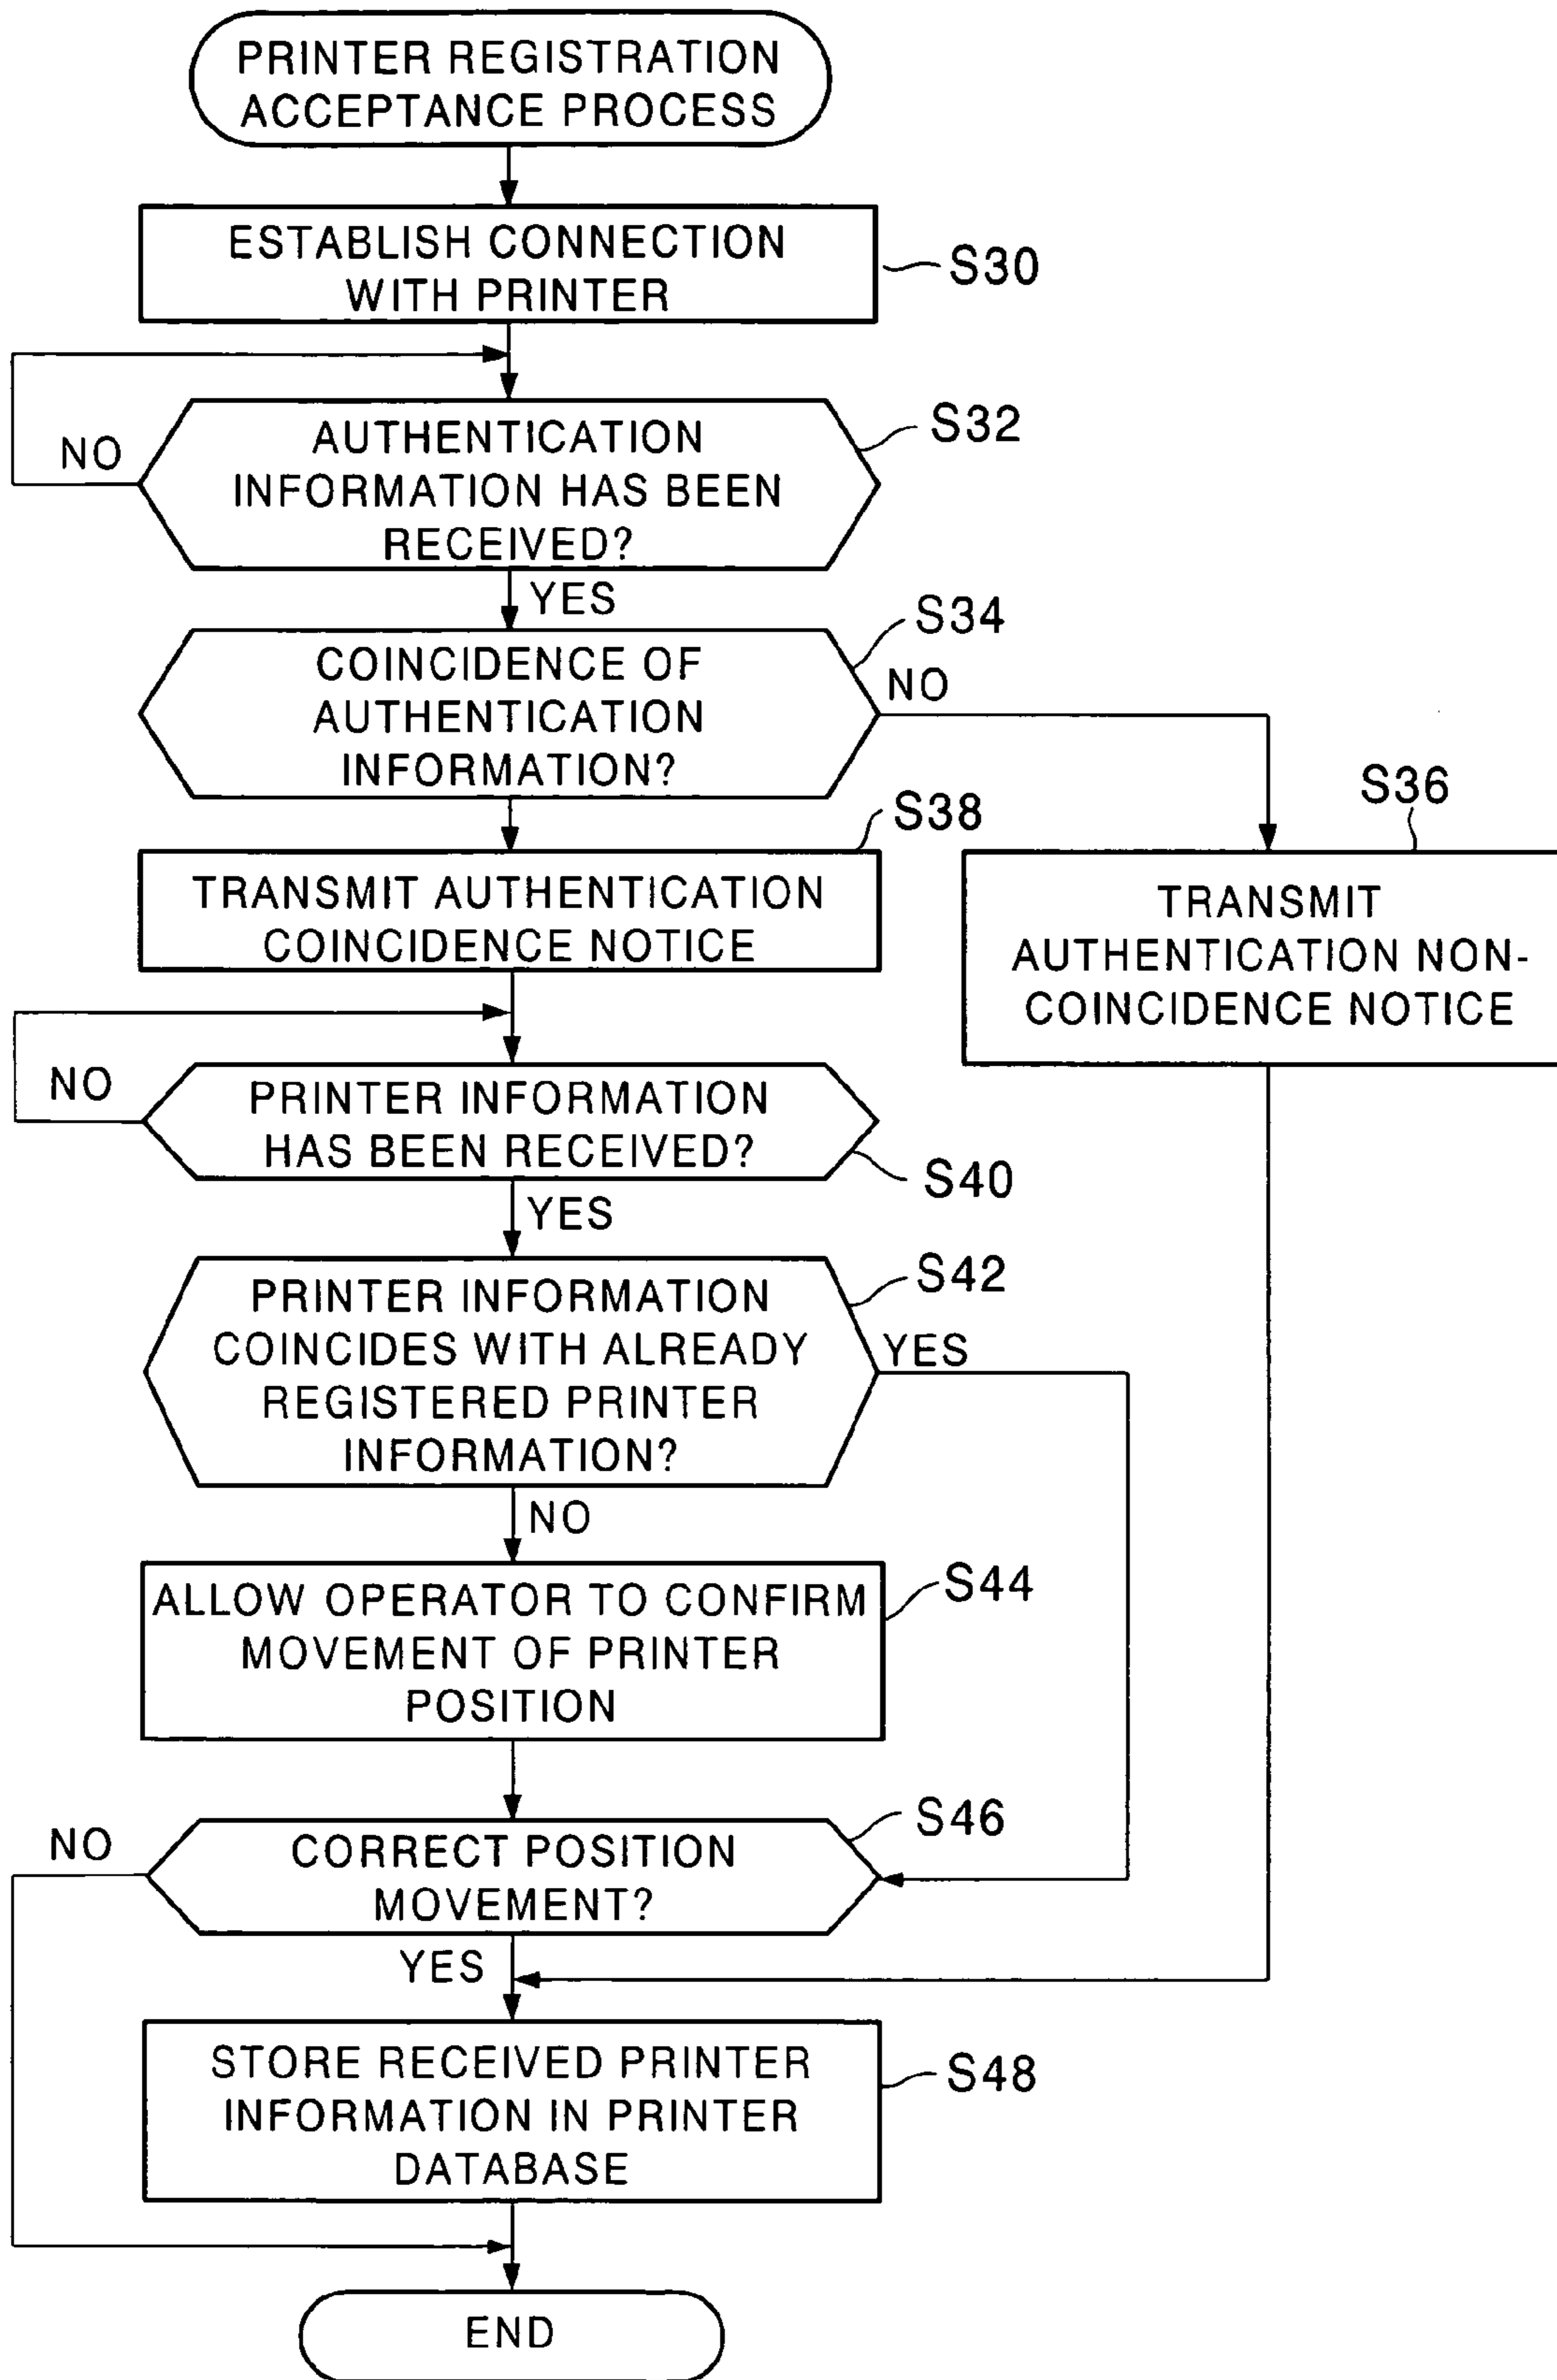 PRINTER REGISTRATION
ACCEPTANCE PROCESS
ESTABLISH CONNECTION
WITH PRINTER
S30
NO
AUTHENTICATION
INFORMATION HAS BEEN
RECEIVED?
S32
YES
COINCIDENCE OF
AUTHENTICATION
INFORMATION?
S34
NO
S38
TRANSMIT AUTHENTICATION
COINCIDENCE NOTICE
S36
TRANSMIT
AUTHENTICATION NON-
COINCIDENCE NOTICE
NO
PRINTER INFORMATION
HAS BEEN RECEIVED?
S40
YES
PRINTER INFORMATION
COINCIDES WITH ALREADY
REGISTERED PRINTER
INFORMATION?
S42
YES
NO
ALLOW OPERATOR TO CONFIRM
MOVEMENT OF PRINTER
POSITION
S44
NO
CORRECT POSITION
MOVEMENT?
S46
YES
STORE RECEIVED PRINTER
INFORMATION IN PRINTER
DATABASE
S48
END